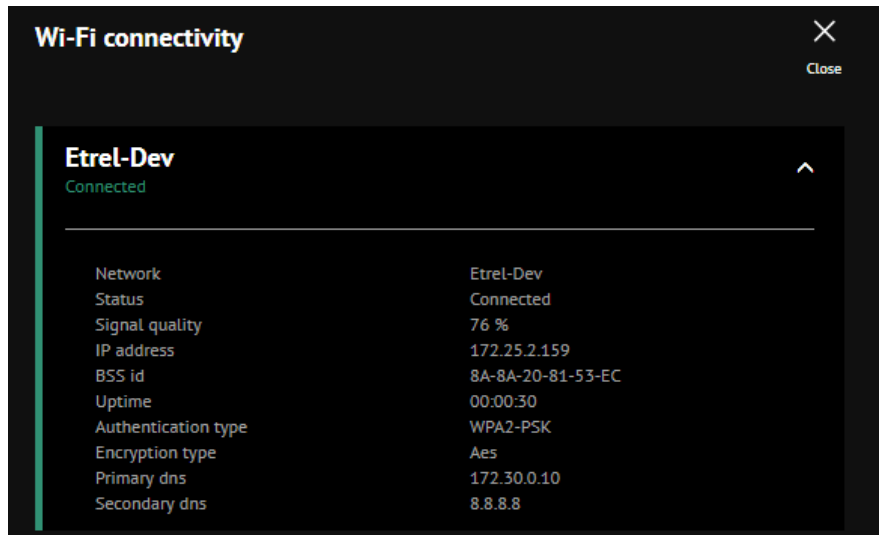 Wi-Fi connectivity
Close
Etrel-Dev
Connected
Network Etrel-Dev
Status Connected
Signal quality 76 %
IP address 172.25.2.159
BSS id 8A-8A-20-81-53-EC
Uptime 00:00:30
Authentication type WPA2-PSK
Encryption type Aes
Primary dns 172.30.0.10
Secondary dns 8.8.8.8